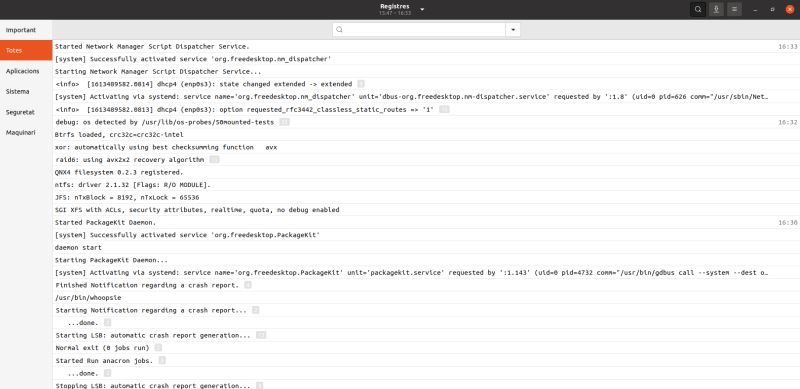 Registres
15:47 - 16:33
Important
Totes
Aplicacions
Sistema
Seguretat
Maquinari
Started Network Manager Script Dispatcher Service. 16:33
[system] Successfully activated service 'org.freedesktop.nm_dispatcher'
Starting Network Manager Script Dispatcher Service...
<info> [1613489582.0814] dhcp4 (enp0s3): state changed extended -> extended
[system] Activating via systemd: service name='org.freedesktop.nm_dispatcher' unit='dbus-org.freedesktop.nm-dispatcher.service' requested by ':1.8' (uid=0 pid=626 comm="/usr/sbin/Net...
<info> [1613489582.0813] dhcp4 (enp0s3): option requested_rfc3442_classless_static_routes => '1'
debug: os detected by /usr/lib/os-probes/50mounted-tests 16:32
Btrfs loaded, crc32c=crc32c-intel
xor: automatically using best checksumming function avx
raid6: using avx2x2 recovery algorithm
QNX4 filesystem 0.2.3 registered.
ntfs: driver 2.1.32 [Flags: R/O MODULE].
JFS: nTxBlock = 8192, nTxLock = 65536
SGI XFS with ACLs, security attributes, realtime, quota, no debug enabled
Started PackageKit Daemon. 16:30
[system] Successfully activated service 'org.freedesktop.PackageKit'
daemon start
Starting PackageKit Daemon...
[system] Activating via systemd: service name='org.freedesktop.PackageKit' unit='packagekit.service' requested by ':1.143' (uid=0 pid=4732 comm="/usr/bin/gdbus call --system --dest o...
Finished Notification regarding a crash report.
/usr/bin/whoopsie
Starting Notification regarding a crash report...
...done.
Starting LSB: automatic crash report generation...
Normal exit (0 jobs run)
Started Run anacron jobs.
...done.
Stopping LSB: automatic crash report generation...